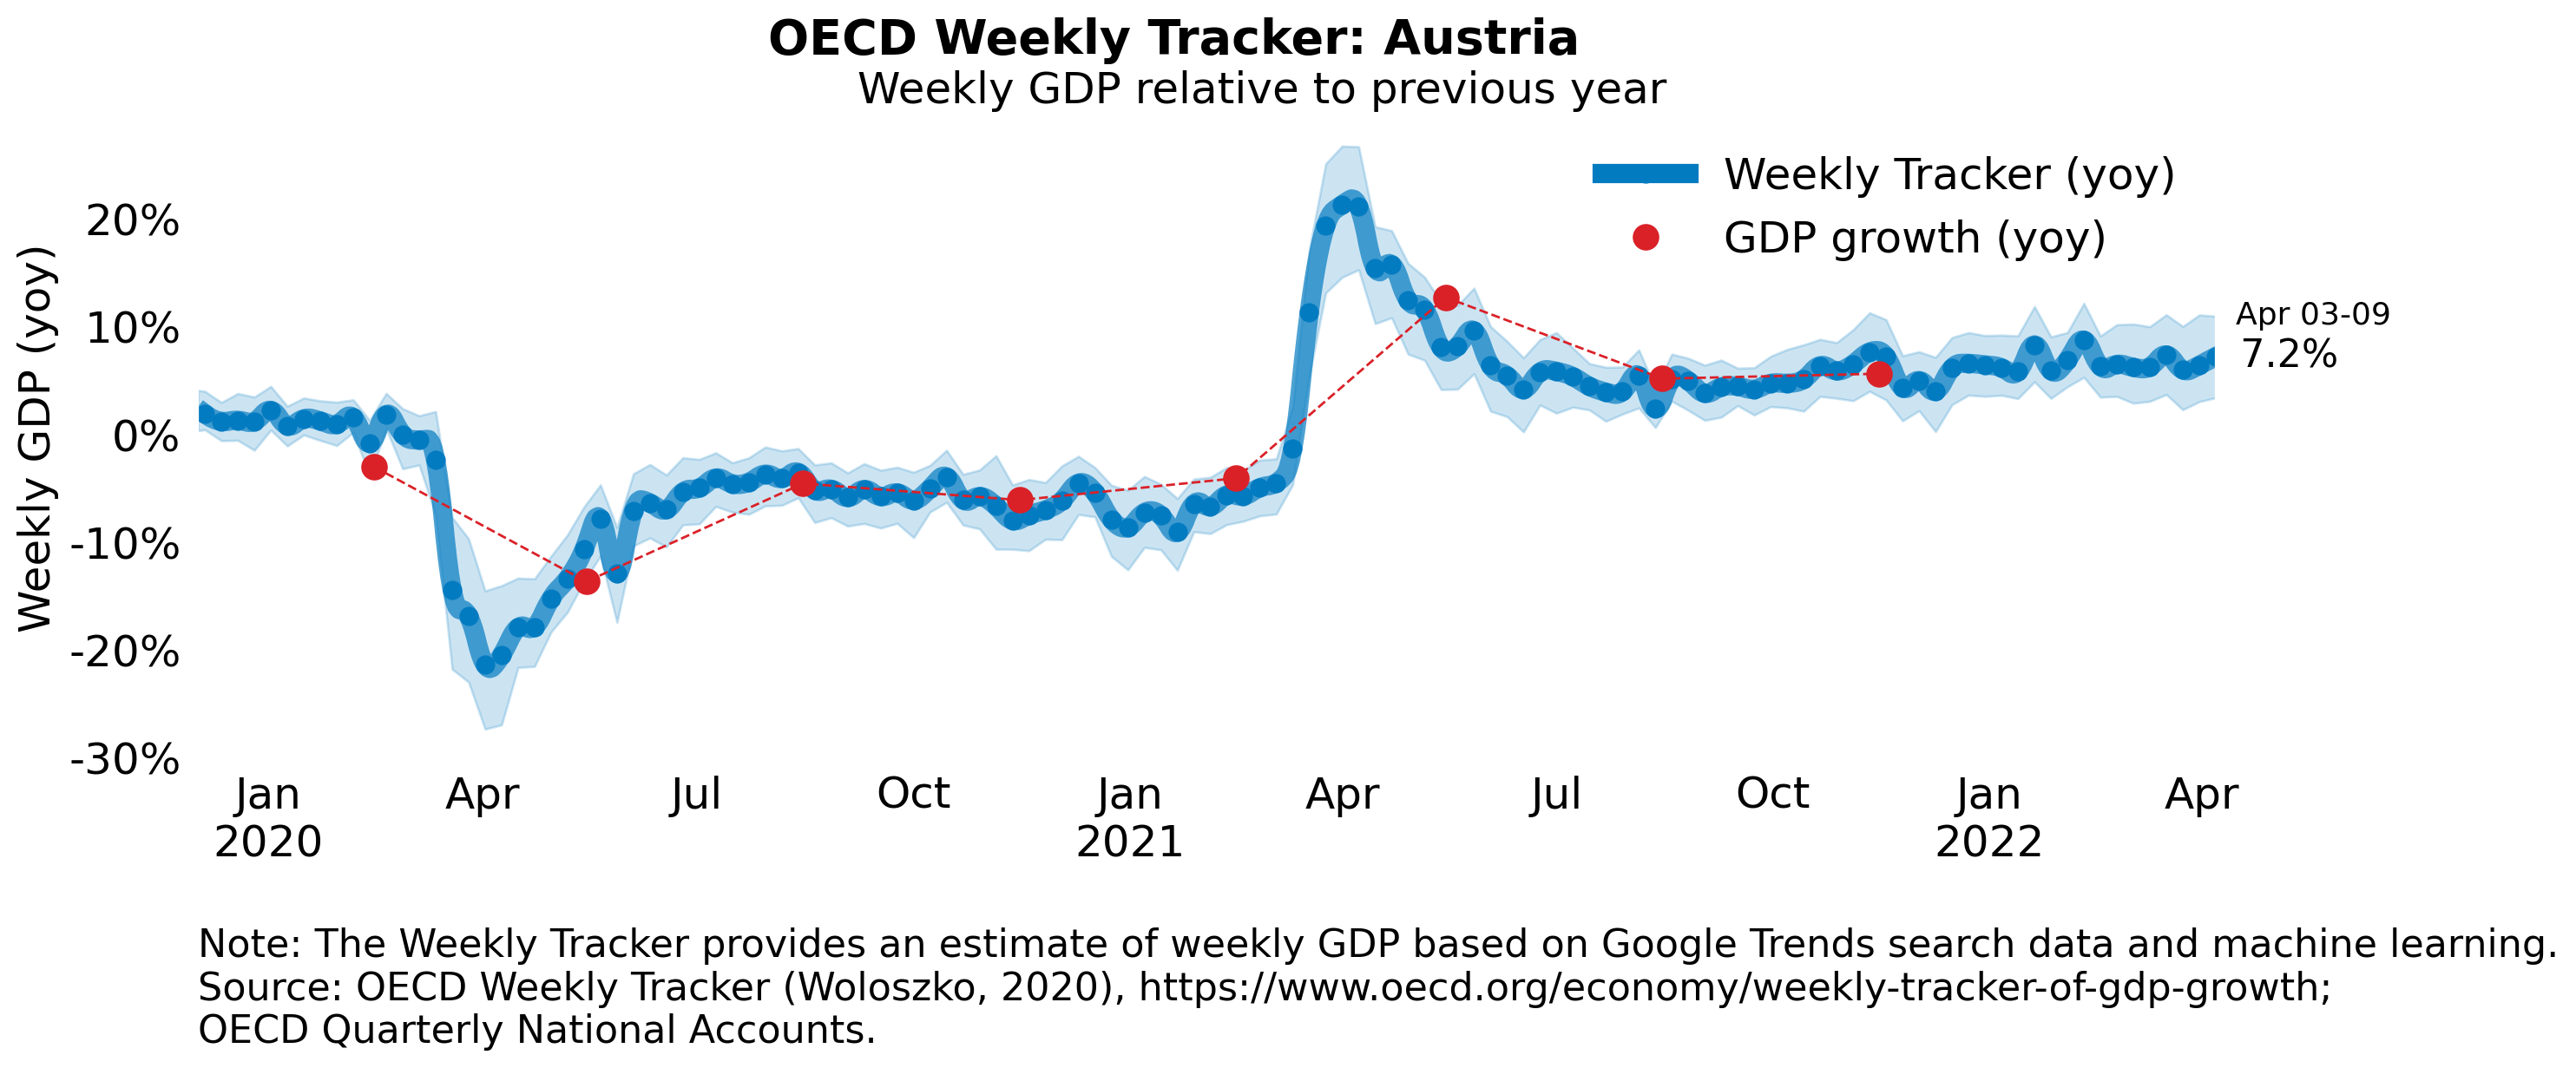 OECD Weekly Tracker: Austria
Weekly GDP relative to previous year
Weekly Tracker (yoy)
GDP growth (yoy)
Weekly GDP (yoy)
20%
10%
0%
-10%
-20%
-30%
Apr 03-09
7.2%
Jan Apr Jul Oct Jan Apr Jul Oct Jan Apr
2020 2021 2022
Note: The Weekly Tracker provides an estimate of weekly GDP based on Google Trends search data and machine learning.
Source: OECD Weekly Tracker (Woloszko, 2020), https://www.oecd.org/economy/weekly-tracker-of-gdp-growth;
OECD Quarterly National Accounts.